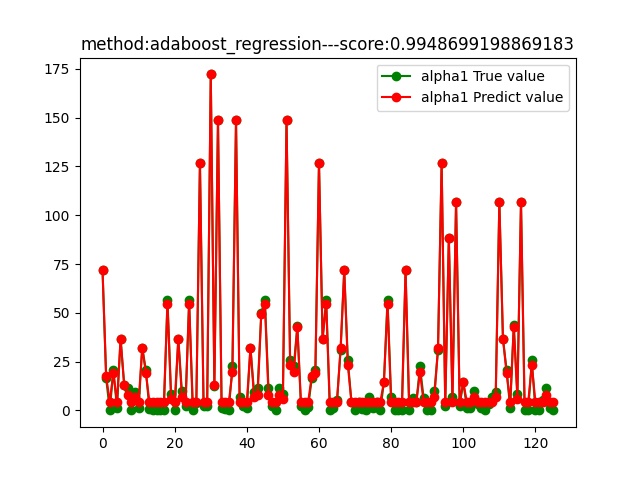 method:adaboost_regression---score:0.9948699198869183
alpha1 True value
alpha1 Predict value
175
150
125
100
75
50
25
0
0 20 40 60 80 100 120